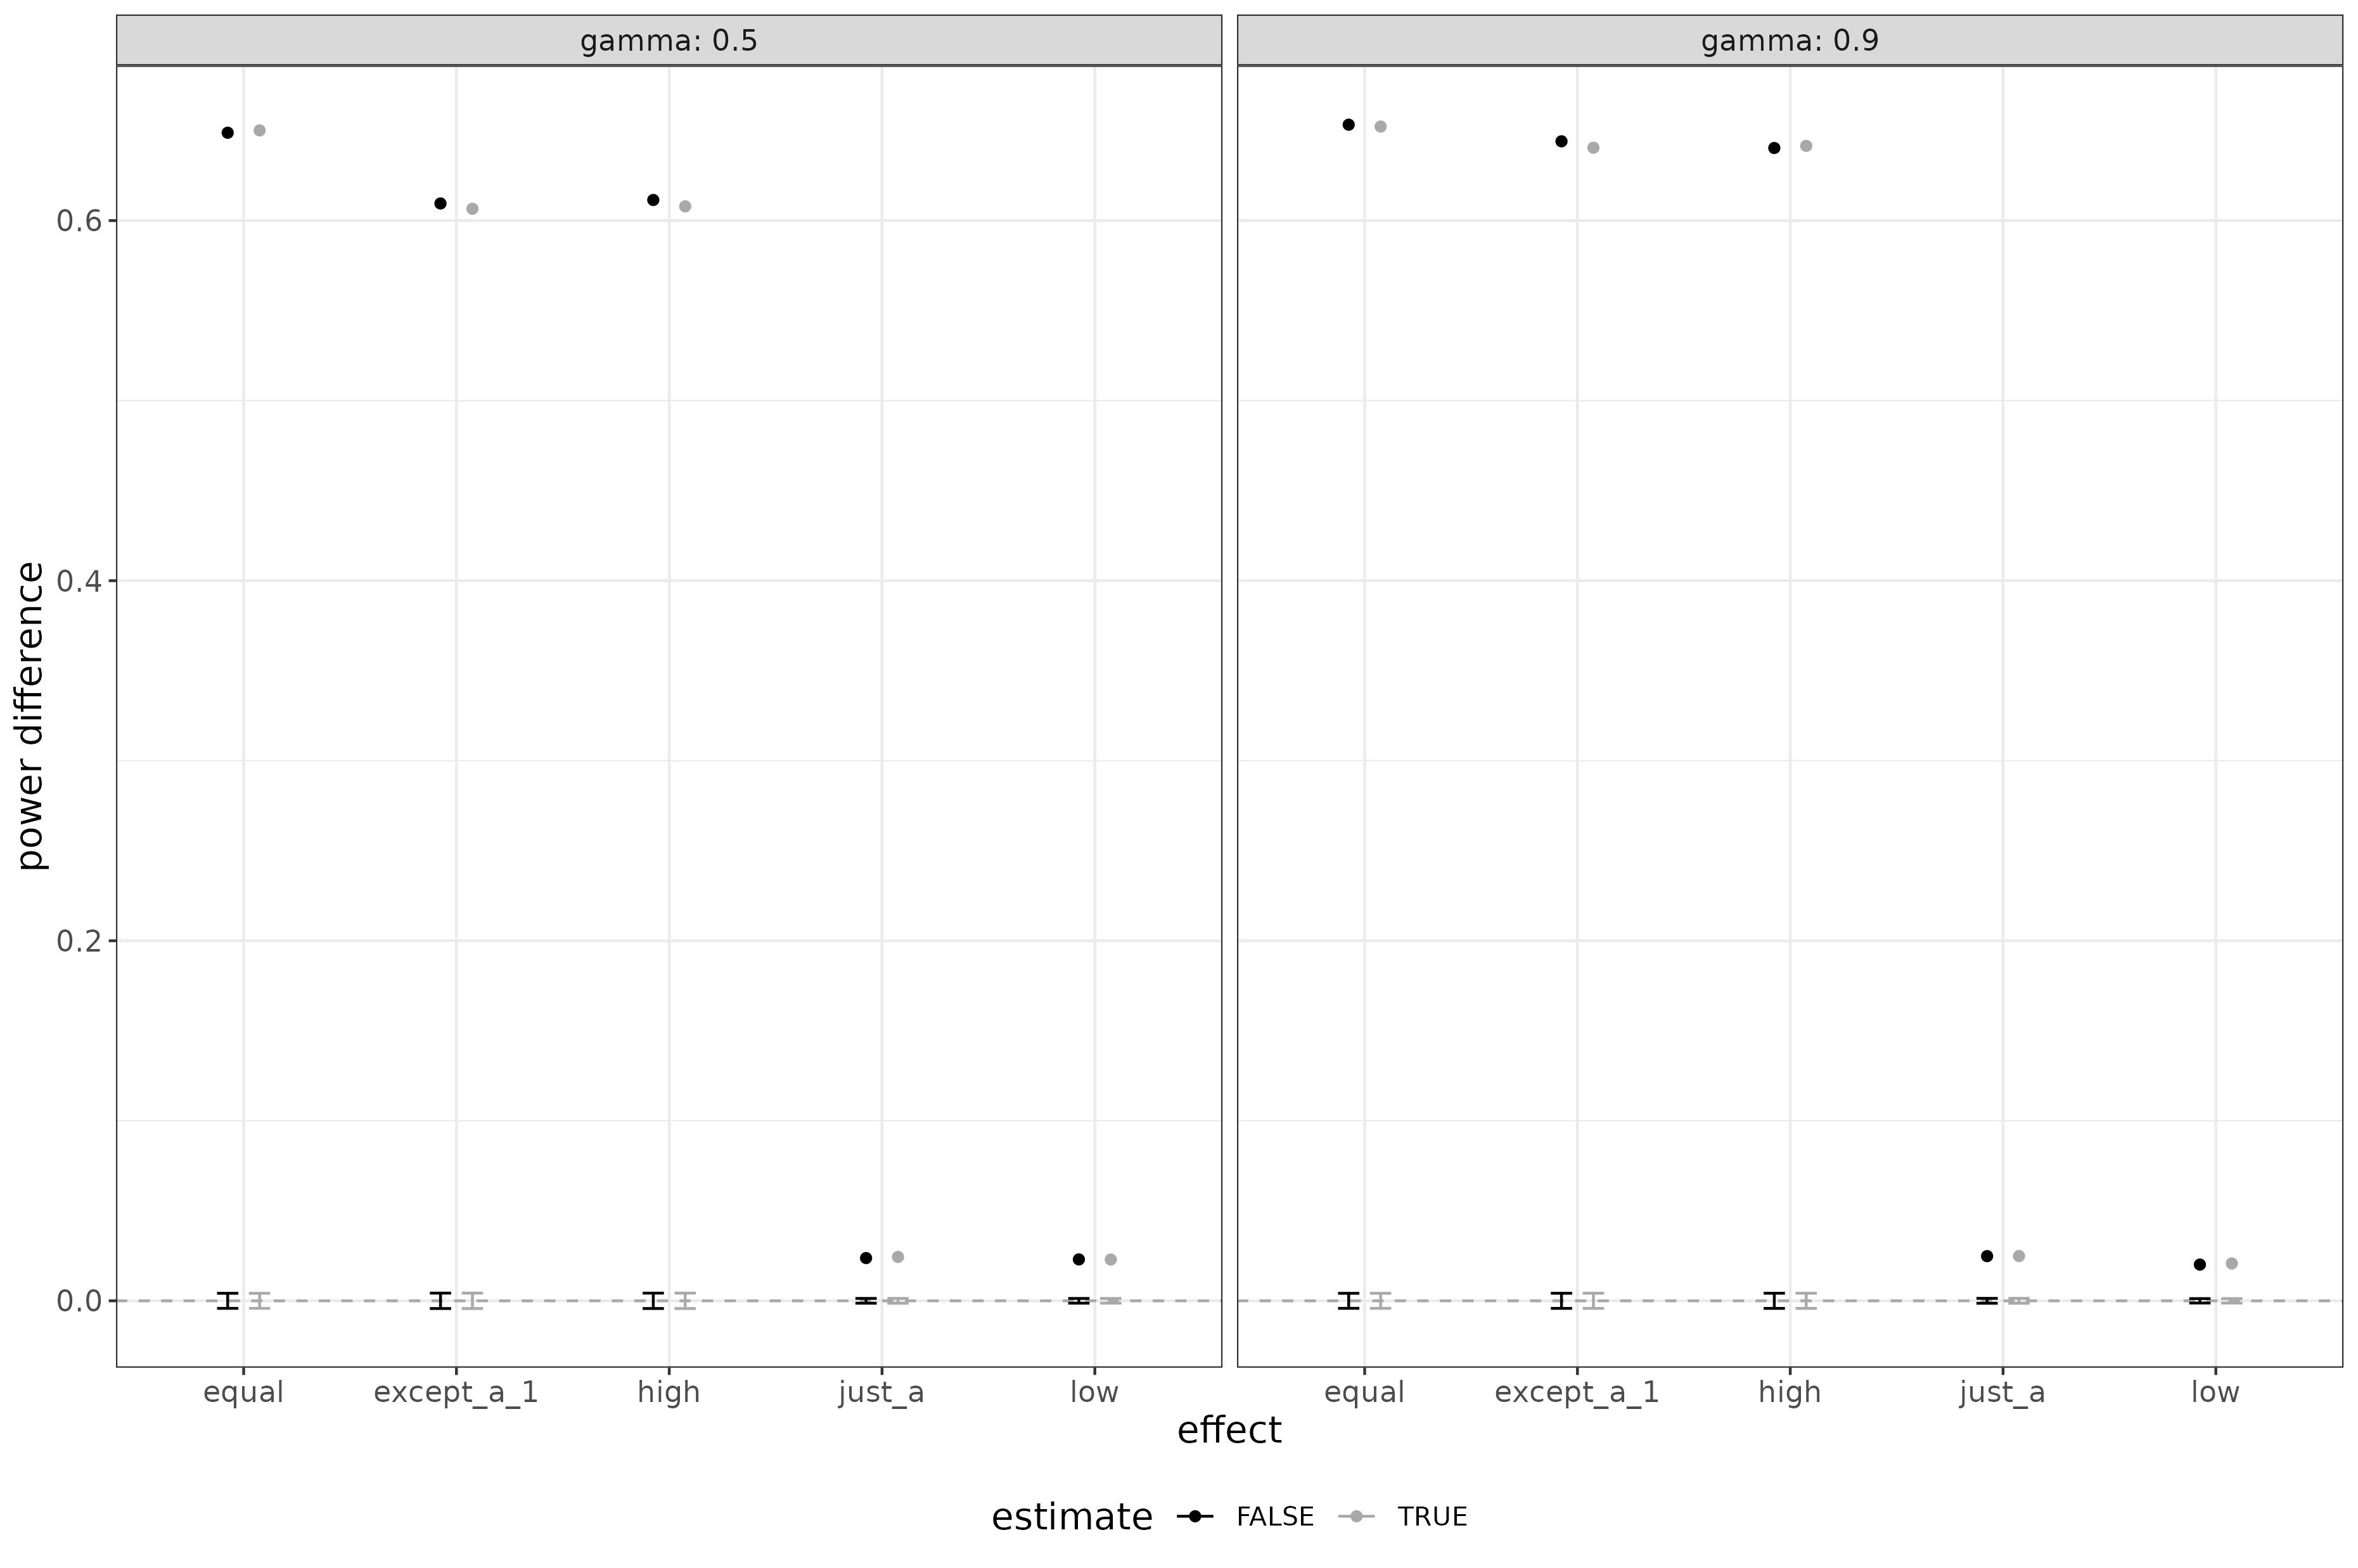 gamma: 0.5
gamma: 0.9
power difference
0.6
0.4
0.2
0.0
equal except_a_1 high just_a low
equal except_a_1 high just_a low
effect
estimate FALSE TRUE